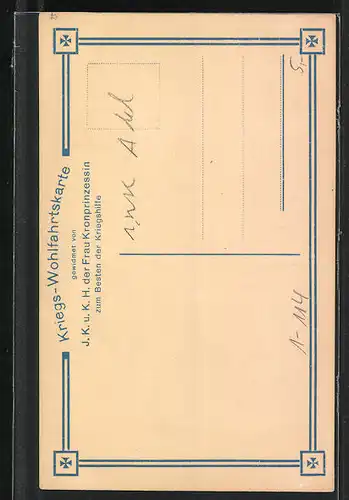 Kriegs-Wohlfahrtskarte
gewidmet von
J. K. u. K. H. der Frau Kronprinzessin
zum Besten der Kriegshilfe
5,-
A-114